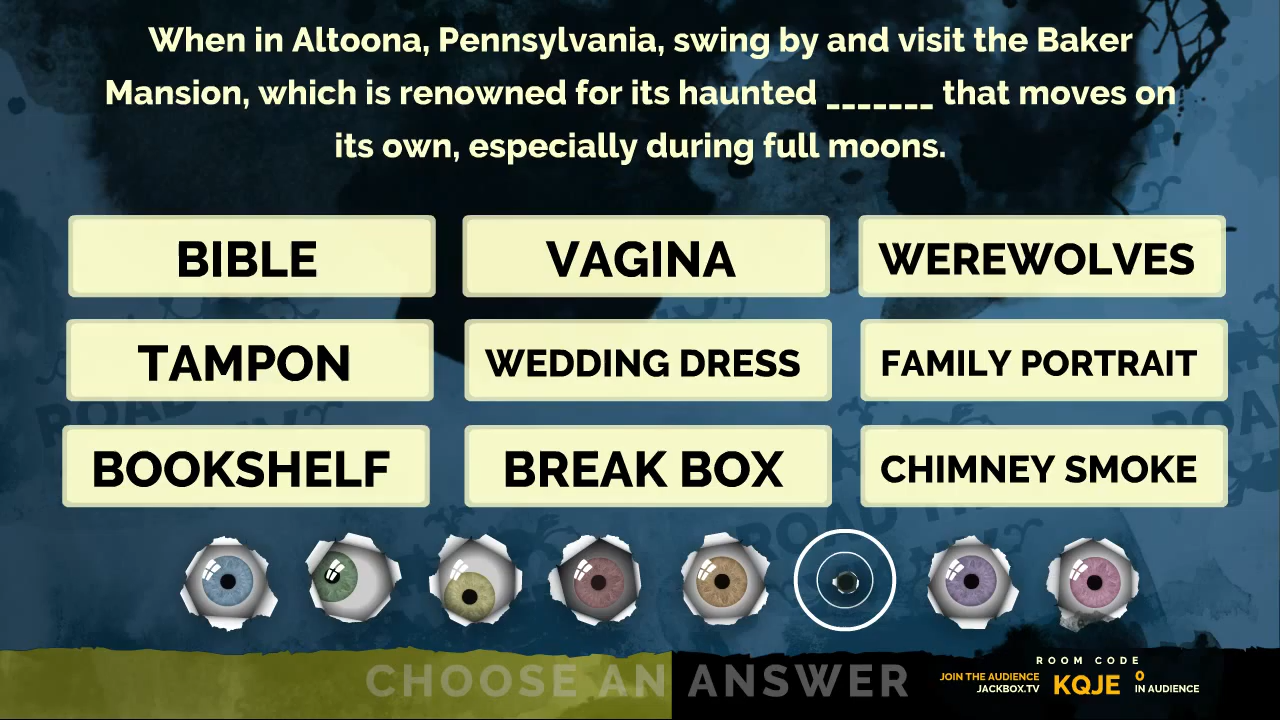 When in Altoona, Pennsylvania, swing by and visit the Baker
Mansion, which is renowned for its haunted _______ that moves on
its own, especially during full moons.
BIBLE
VAGINA
WEREWOLVES
TAMPON
WEDDING DRESS
FAMILY PORTRAIT
BOOKSHELF
BREAK BOX
CHIMNEY SMOKE
CHOOSE AN ANSWER
ROOM CODE
JOIN THE AUDIENCE
JACKBOX.TV
KQJE
0
IN AUDIENCE